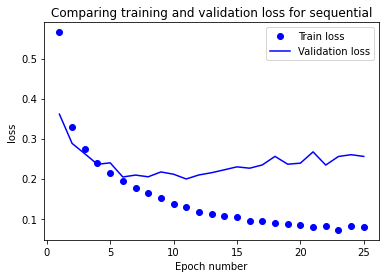 Comparing training and validation loss for sequential
Train loss
Validation loss
0.5
0.4
0.3
0.2
0.1
loss
0 5 10 15 20 25
Epoch number